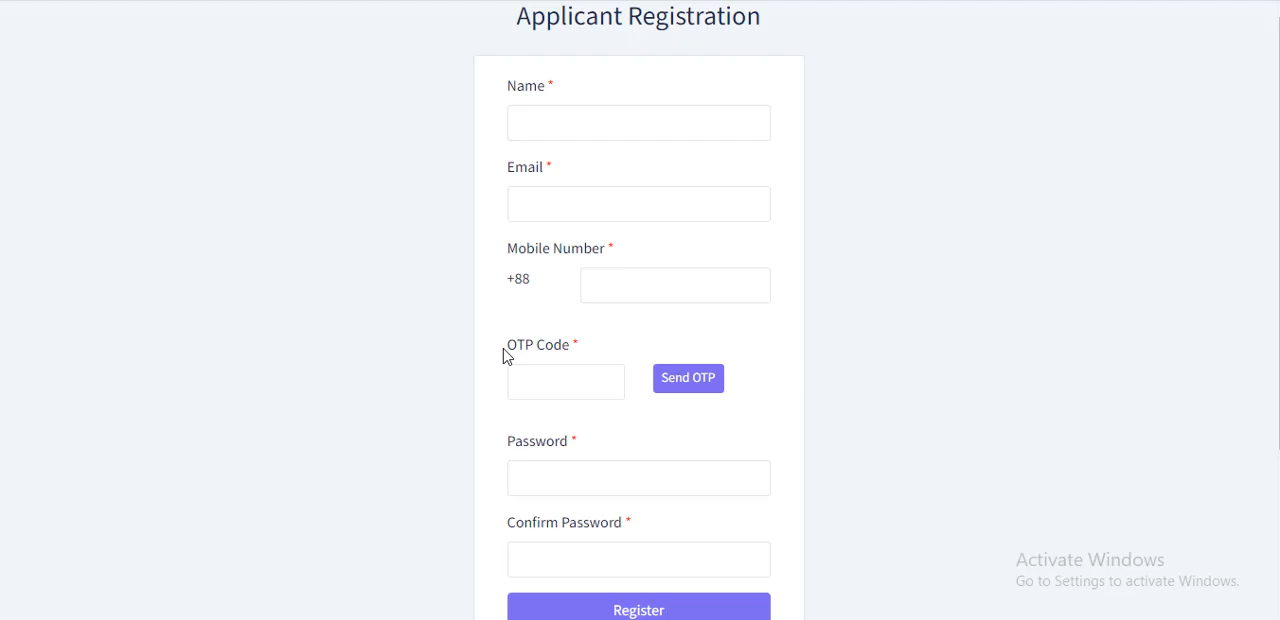 Applicant Registration
Name *
Email *
Mobile Number *
+88
OTP Code *
Send OTP
Password *
Confirm Password *
Register
Activate Windows
Go to Settings to activate Windows.